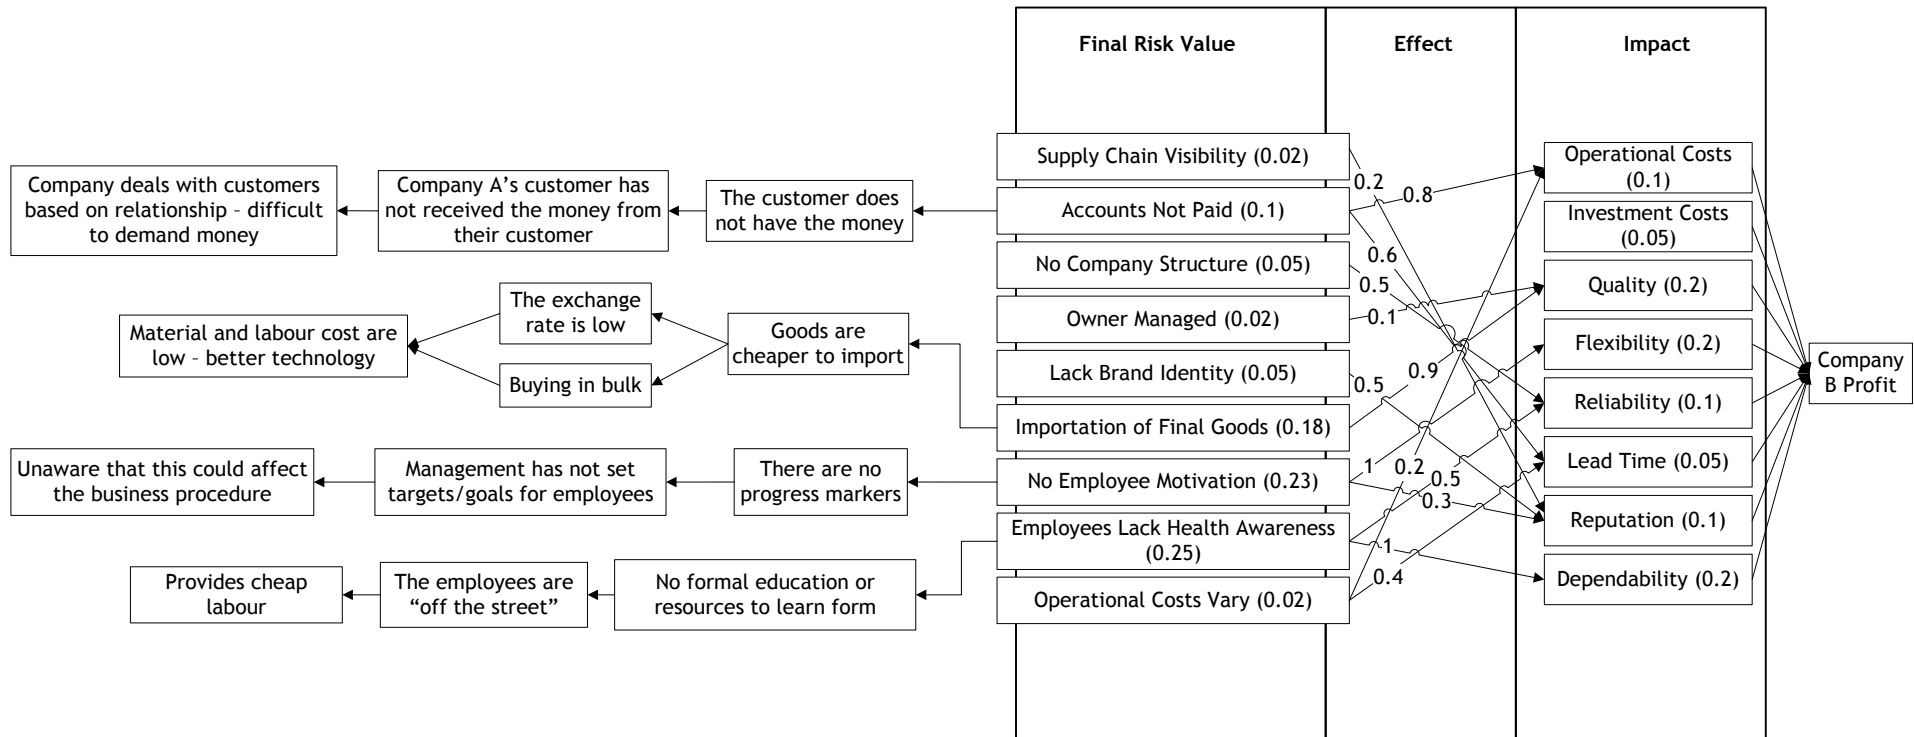 Final Risk Value
Effect
Impact
Supply Chain Visibility (0.02)
Accounts Not Paid (0.1)
No Company Structure (0.05)
Owner Managed (0.02)
Lack Brand Identity (0.05)
Importation of Final Goods (0.18)
No Employee Motivation (0.23)
Employees Lack Health Awareness
(0.25)
Operational Costs Vary (0.02)
Company deals with customers
based on relationship – difficult
to demand money
Company A’s customer has
not received the money from
their customer
The customer does
not have the money
Material and labour cost are
low – better technology
The exchange
rate is low
Buying in bulk
Goods are
cheaper to import
Unaware that this could affect
the business procedure
Management has not set
targets/goals for employees
There are no
progress markers
Provides cheap
labour
The employees are
“off the street”
No formal education or
resources to learn form
0.2
0.8
0.6
0.5
0.1
0.5
0.9
1
0.2
0.5
0.3
1
0.4
Operational Costs
(0.1)
Investment Costs
(0.05)
Quality (0.2)
Flexibility (0.2)
Reliability (0.1)
Lead Time (0.05)
Reputation (0.1)
Dependability (0.2)
Company
B Profit